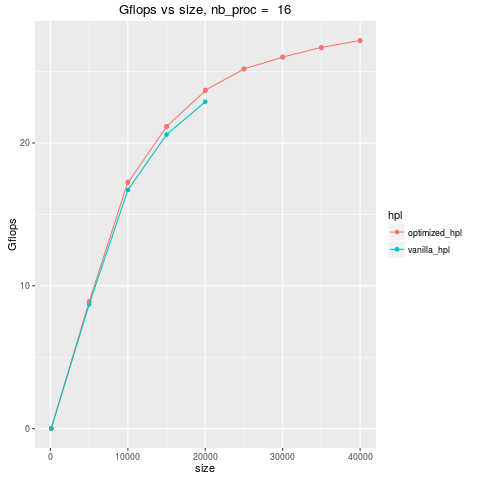 Gflops vs size, nb_proc =  16
Gflops
20
10
0
0 10000 20000 30000 40000
size
hpl
optimized_hpl
vanilla_hpl